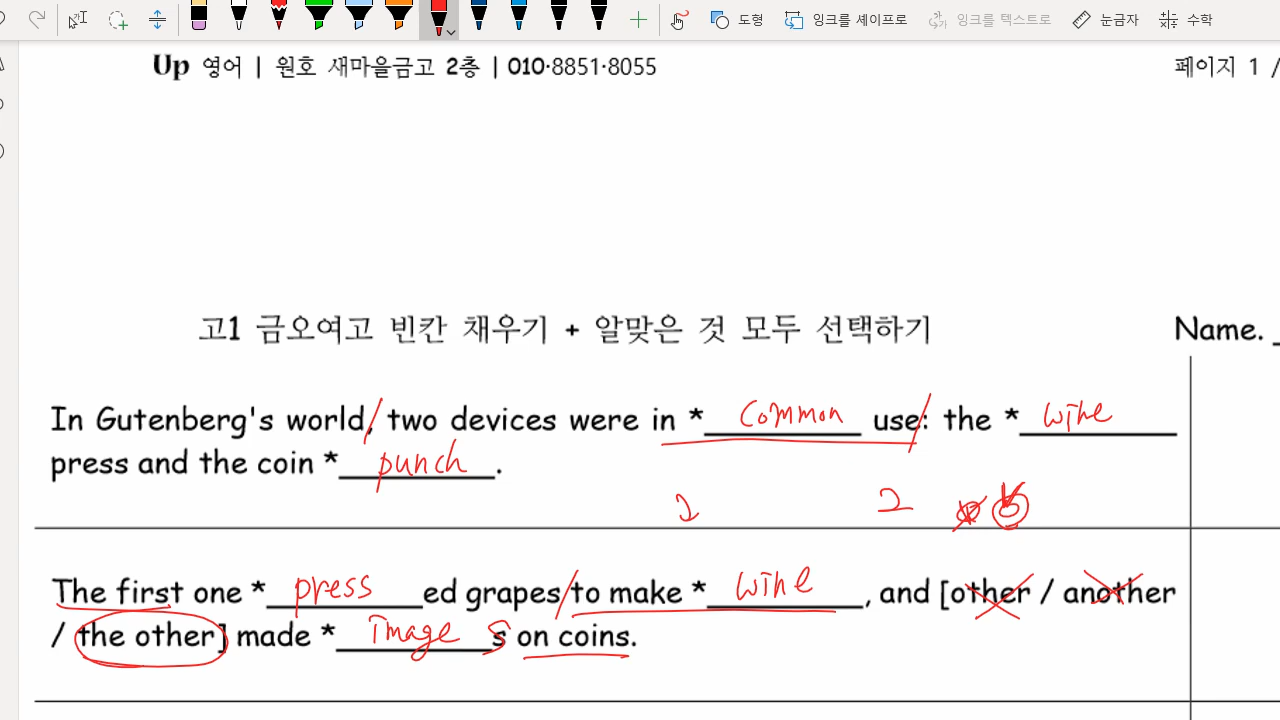 도형 잉크를 셰이프로 잉크를 텍스트로 눈금자 수학
Up 영어 | 원호 새마을금고 2층 | 010·8851·8055 페이지 1 /
고1 금오여고 빈칸 채우기 + 알맞은 것 모두 선택하기 Name.
In Gutenberg's world, two devices were in * common use: the * wine
press and the coin * punch.
2 2
The first one * pressed grapes to make * wine, and [other / another
/ the other] made * images on coins.